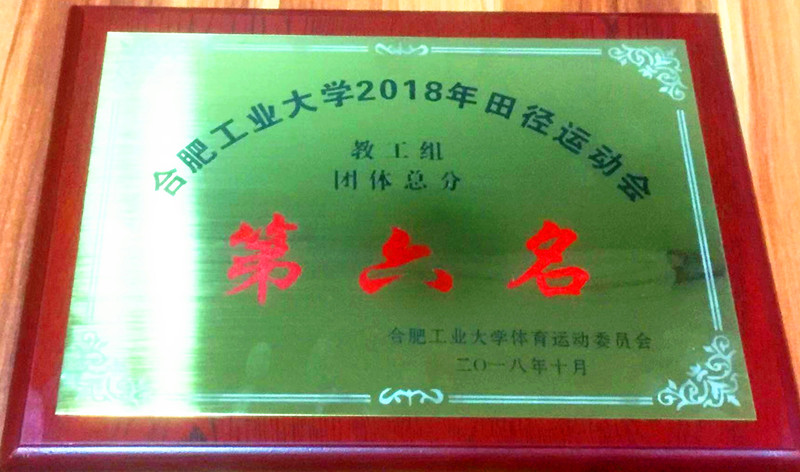 合肥工业大学2018年田径运动会
教工组
团体总分
第六名
合肥工业大学体育运动委员会
二〇一八年十月